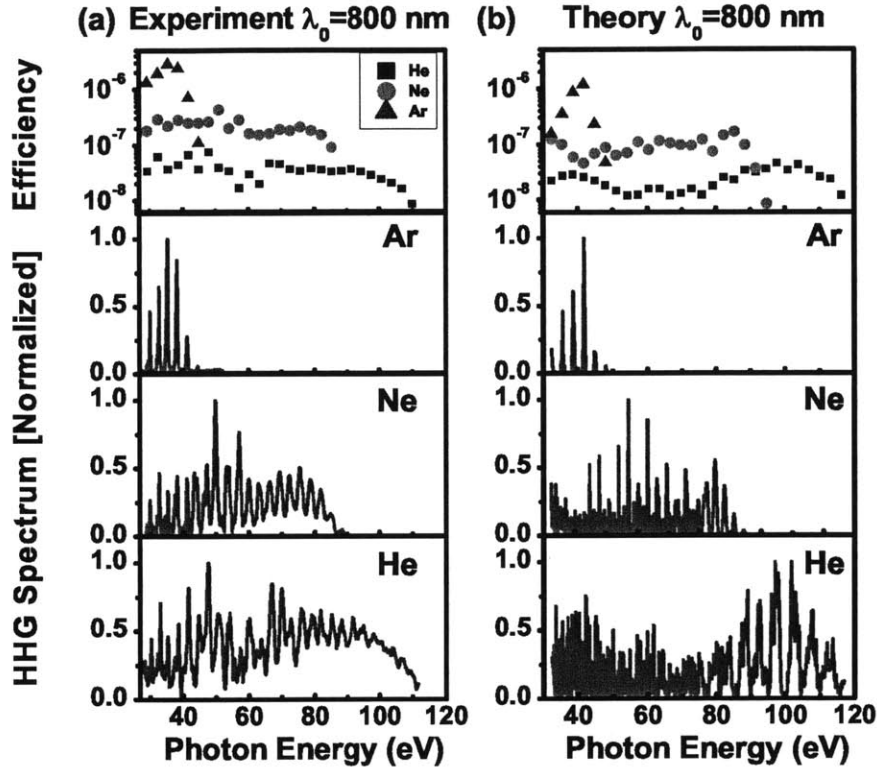 (a) Experiment λ₀=800 nm (b) Theory λ₀=800 nm
Efficiency
10⁻⁶
10⁻⁷
10⁻⁸
He
Ne
Ar
10⁻⁶
10⁻⁷
10⁻⁸
HHG Spectrum [Normalized]
Ar
1.0
0.5
0.0
Ar
1.0
0.5
0.0
Ne
1.0
0.5
0.0
Ne
1.0
0.5
0.0
He
1.0
0.5
0.0
He
1.0
0.5
0.0
40 60 80 100 120 40 60 80 100 120
Photon Energy (eV) Photon Energy (eV)